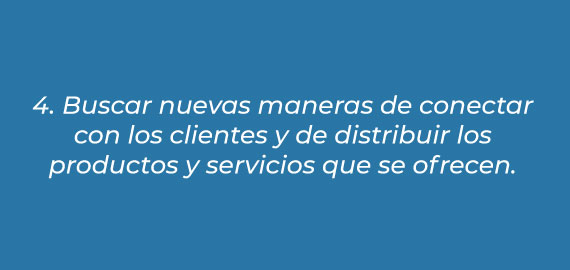 4. Buscar nuevas maneras de conectar
con los clientes y de distribuir los
productos y servicios que se ofrecen.